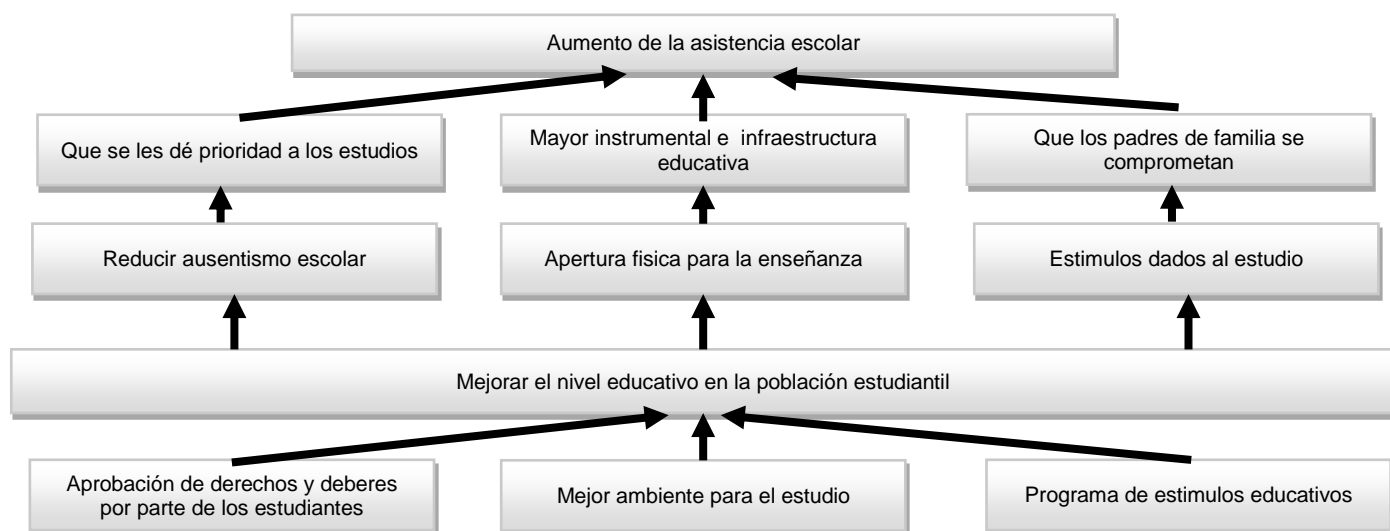 Aumento de la asistencia escolar
Que se les dé prioridad a los estudios
Mayor instrumental e infraestructura
educativa
Que los padres de familia se
comprometan
Reducir ausentismo escolar
Apertura fisica para la enseñanza
Estimulos dados al estudio
Mejorar el nivel educativo en la población estudiantil
Aprobación de derechos y deberes
por parte de los estudiantes
Mejor ambiente para el estudio
Programa de estimulos educativos